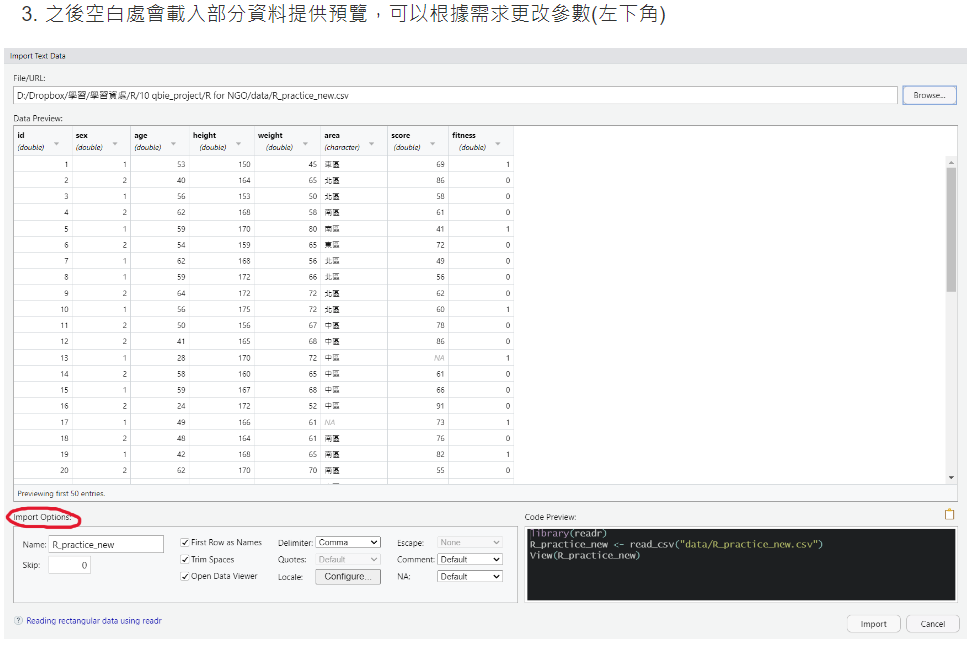 3. 之後空白處會載入部分資料提供預覽，可以根據需求更改參數(左下角)
Import Text Data
File/URL:
D:/Dropbox/學習/學習資處/R/10 qbie_project/R for NGO/data/R_practice_new.csv
Browse...
Data Preview:
id sex age height weight area score fitness
(double) (double) (double) (double) (double) (character) (double) (double)
1 1 53 150 45 東區 69 1
2 2 40 164 65 北區 86 0
3 1 56 153 50 北區 58 0
4 2 62 168 58 南區 61 0
5 1 59 170 80 南區 41 1
6 2 54 159 65 東區 72 0
7 1 62 168 56 北區 49 0
8 1 59 172 66 北區 56 0
9 2 64 172 72 北區 62 0
10 1 56 175 72 北區 60 1
11 2 50 156 67 中區 78 0
12 2 41 165 68 中區 86 0
13 1 28 170 72 中區 NA 1
14 2 58 160 65 中區 61 0
15 1 59 167 68 中區 66 0
16 2 24 172 52 中區 91 0
17 1 49 166 61 NA 73 1
18 2 48 164 61 南區 76 0
19 1 42 168 65 南區 82 1
20 2 62 170 70 南區 55 0
Previewing first 50 entries.
Import Options:
Name: R_practice_new
Skip: 0
First Row as Names
Trim Spaces
Open Data Viewer
Delimiter: Comma
Quotes: Default
Locale: Configure...
Escape: None
Comment: Default
NA: Default
Code Preview:
library(readr)
R_practice_new <- read_csv("data/R_practice_new.csv")
View(R_practice_new)
Reading rectangular data using readr
Import
Cancel